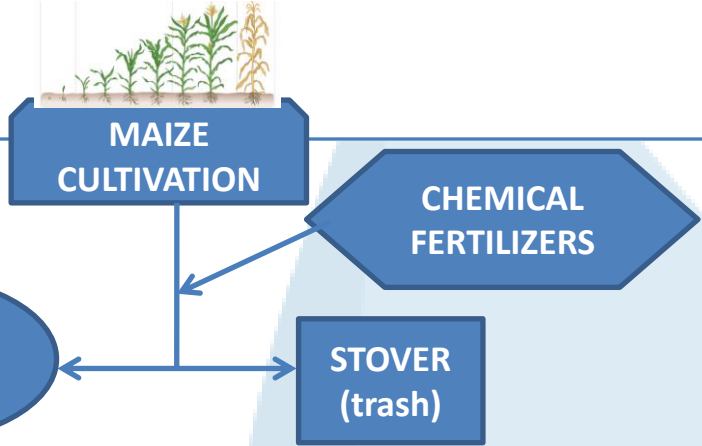 MAIZE
CULTIVATION
CHEMICAL
FERTILIZERS
STOVER
(trash)